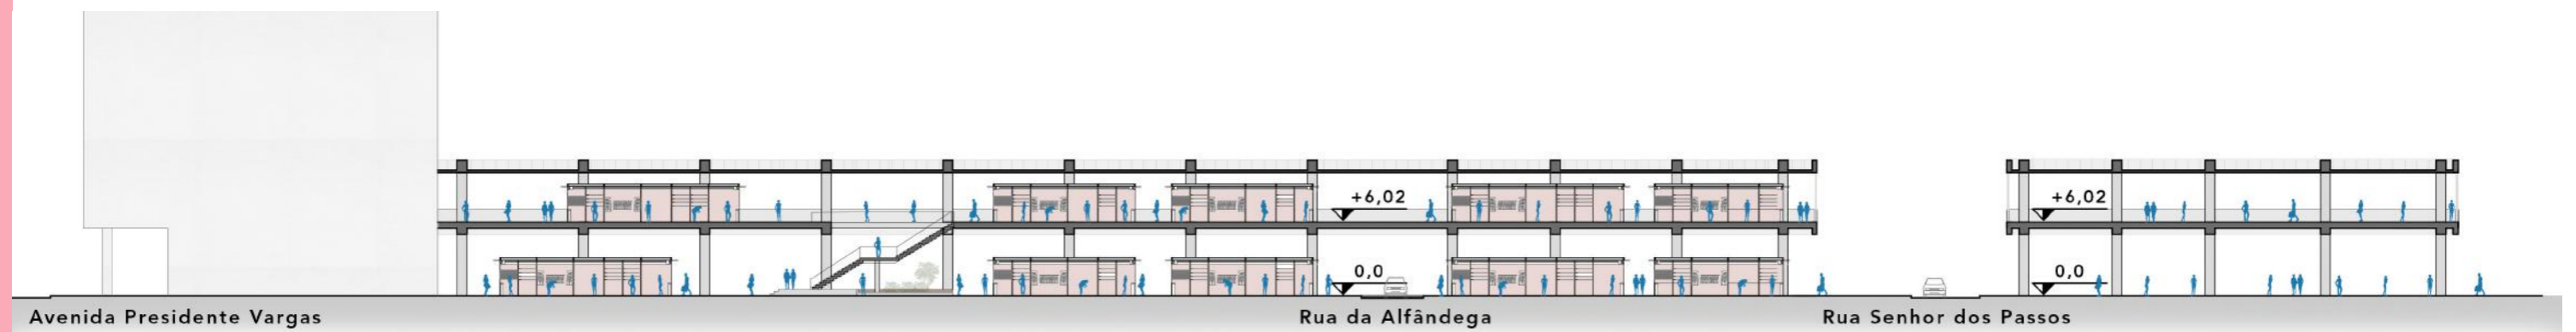 +6,02
+6,02
0,0
0,0
Avenida Presidente Vargas
Rua da Alfândega
Rua Senhor dos Passos